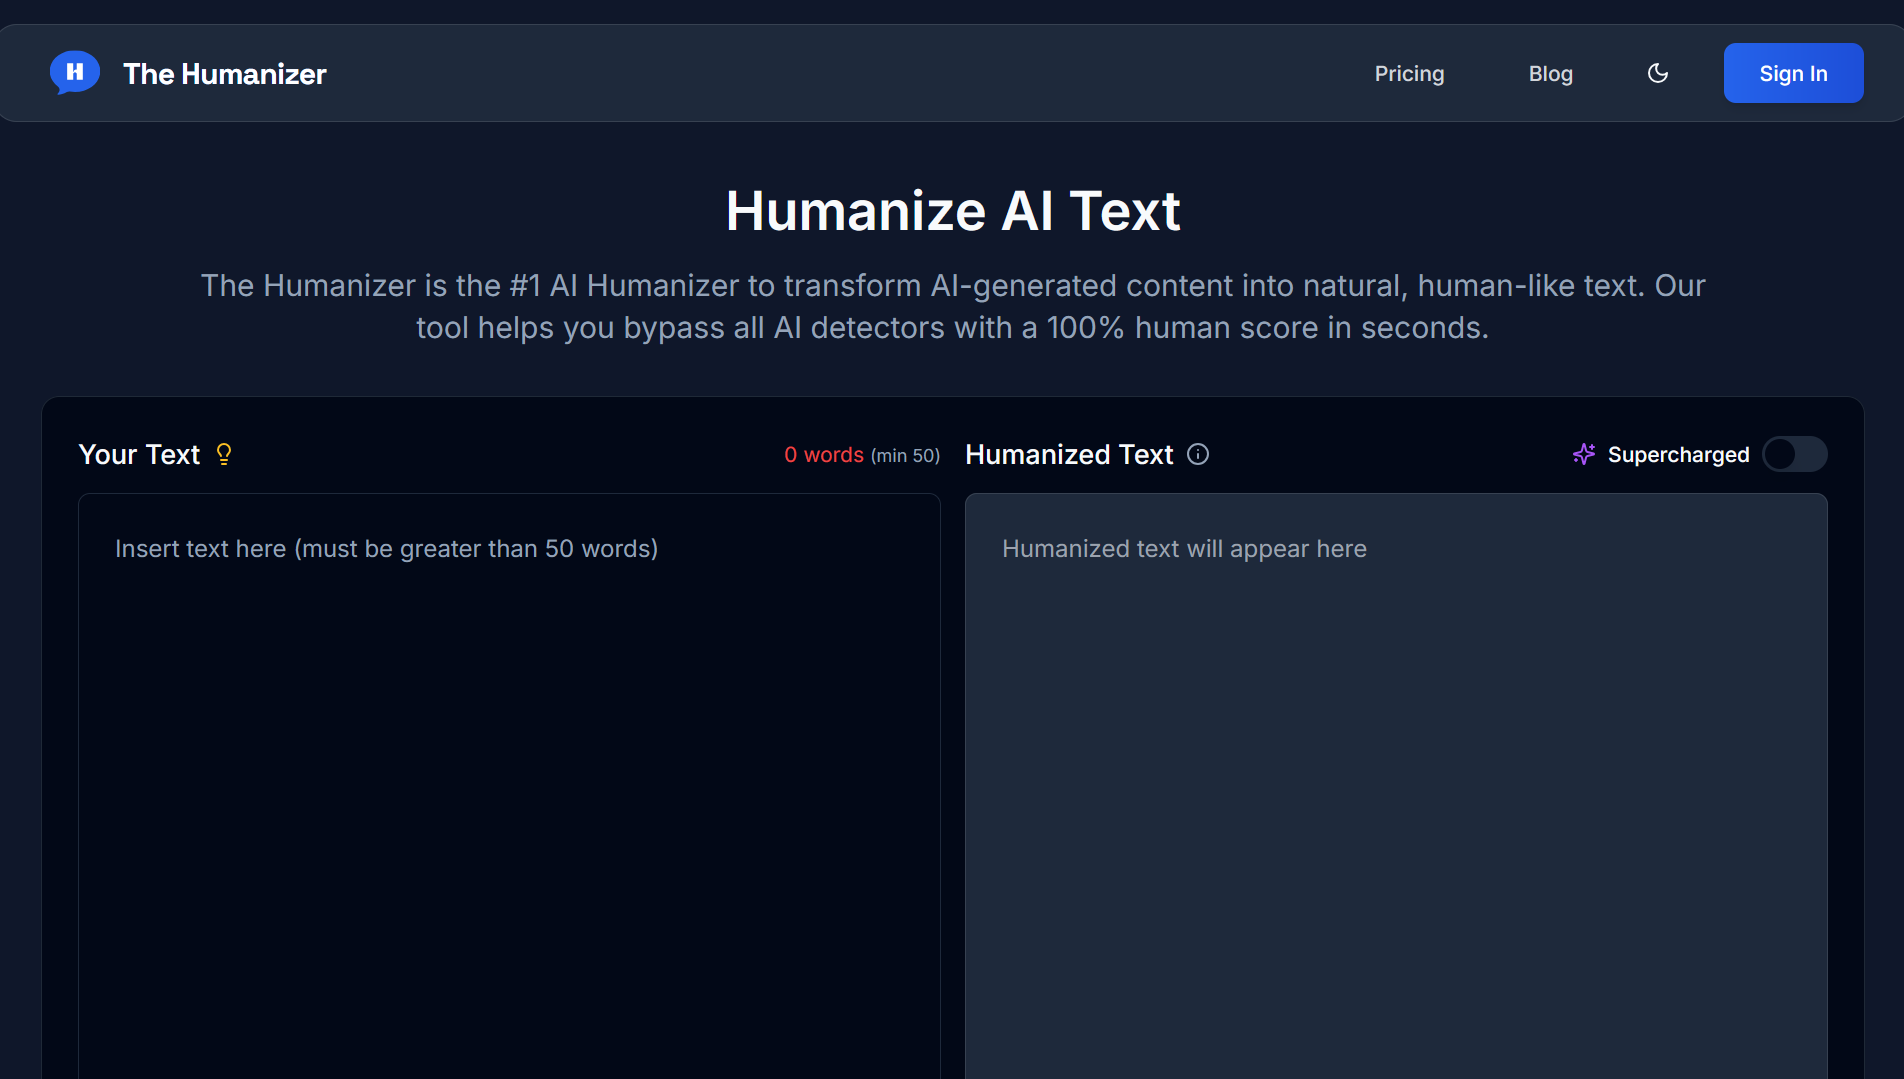 H
The Humanizer
Pricing
Blog
Sign In
Humanize AI Text
The Humanizer is the #1 AI Humanizer to transform AI-generated content into natural, human-like text. Our
tool helps you bypass all AI detectors with a 100% human score in seconds.
Your Text
0 words (min 50)
Humanized Text
Supercharged
Insert text here (must be greater than 50 words)
Humanized text will appear here